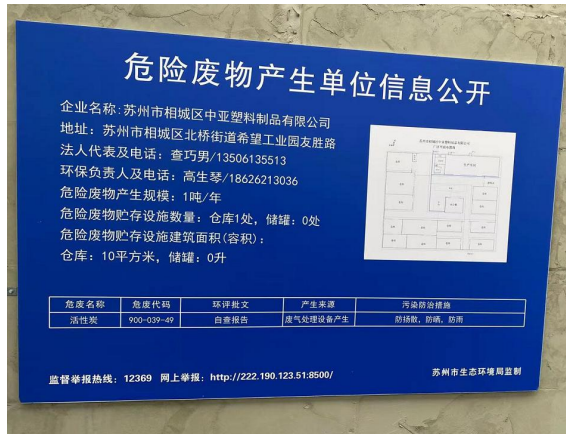 危险废物产生单位信息公开
企业名称:苏州市相城区中亚塑料制品有限公司
地址：苏州市相城区北桥街道希望工业园友胜路
法人代表及电话：查巧男/13506135513
环保负责人及电话：高生琴/18626213036
危险废物产生规模：1吨/年
危险废物贮存设施数量：仓库1处，储罐：0处
危险废物贮存设施建筑面积(容积)：
仓库：10平方米，储罐：0升
危废名称 危废代码 环评批文 产生来源 污染防治措施
活性炭 900-039-49 自查报告 废气处理设备产生 防扬散、防晒、防雨
监督举报热线：12369 网上举报：http://222.190.123.51:8500/ 苏州市生态环境局监制